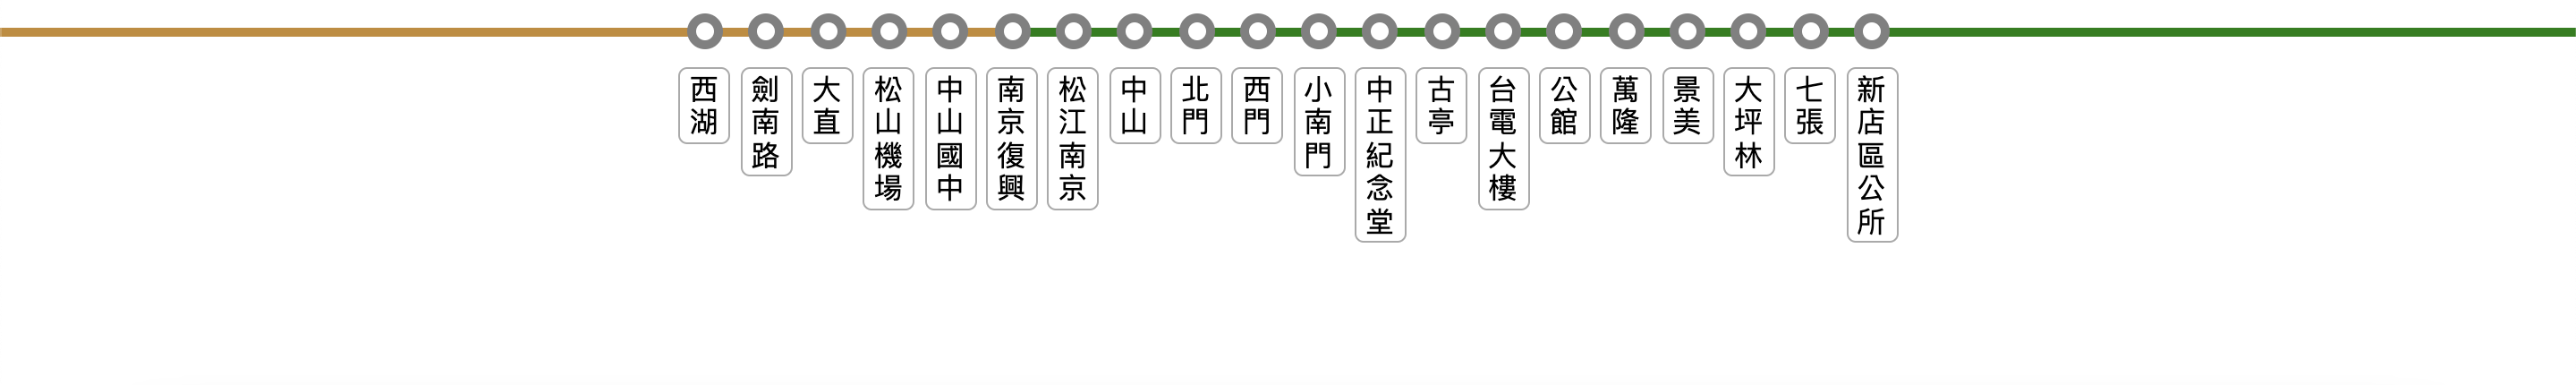 西湖
劍南路
大直
松山機場
中山國中
南京復興
松江南京
中山
北門
西門
小南門
中正紀念堂
古亭
台電大樓
公館
萬隆
景美
大坪林
七張
新店區公所